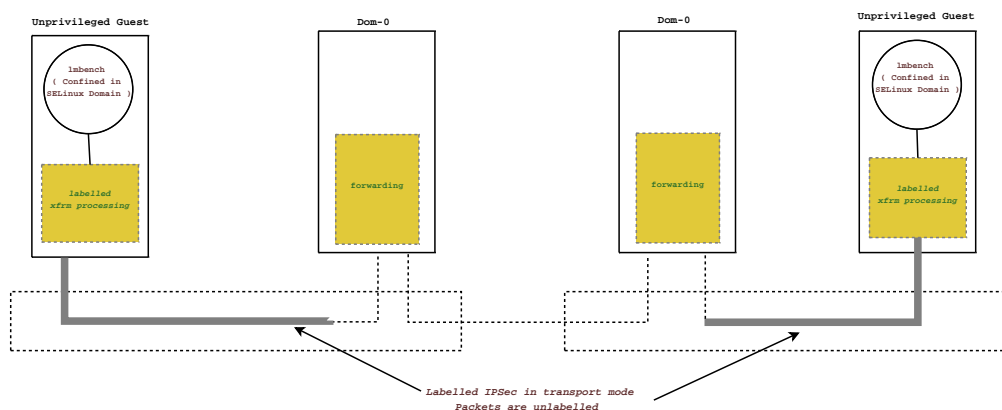 Unprivileged Guest
Dom-0
Dom-0
Unprivileged Guest
lmbench
( Confined in
SELinux Domain )
lmbench
( Confined in
SELinux Domain )
forwarding
forwarding
labelled
xfrm processing
labelled
xfrm processing
Labelled IPSec in transport mode
Packets are unlabelled